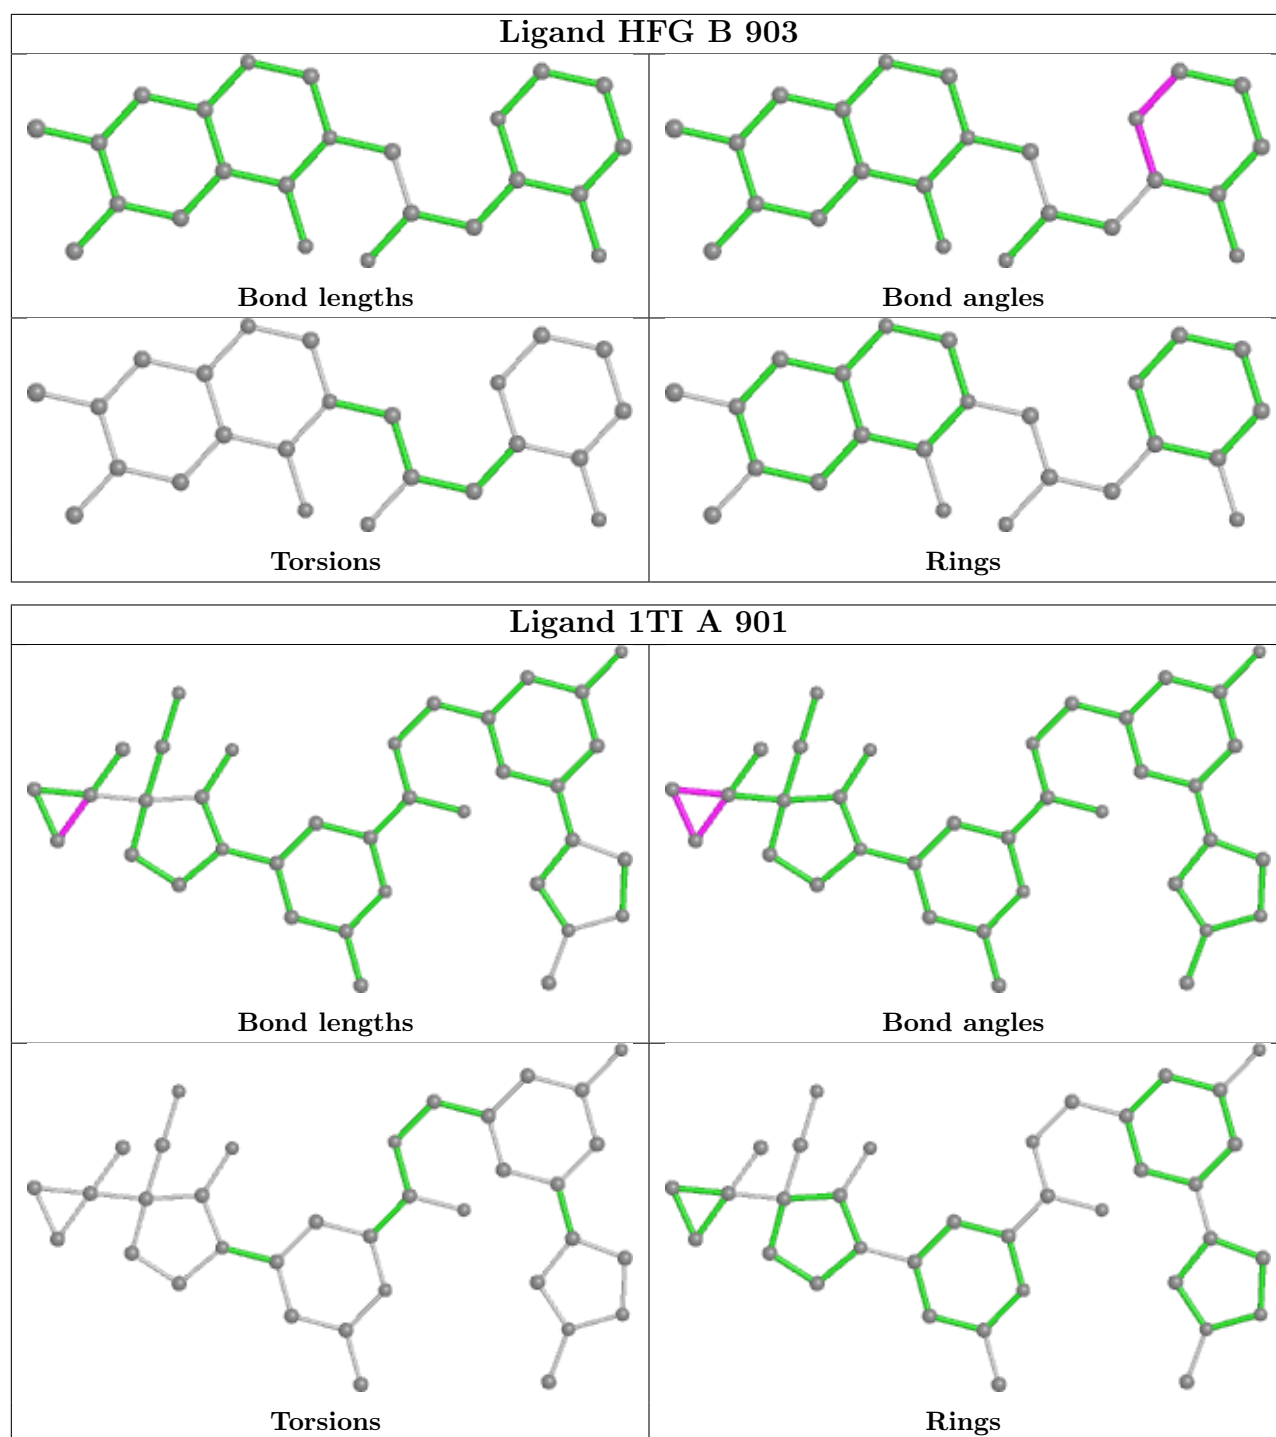 Ligand HFG B 903
Bond lengths
Bond angles
Torsions
Rings
Ligand 1TI A 901
Bond lengths
Bond angles
Torsions
Rings